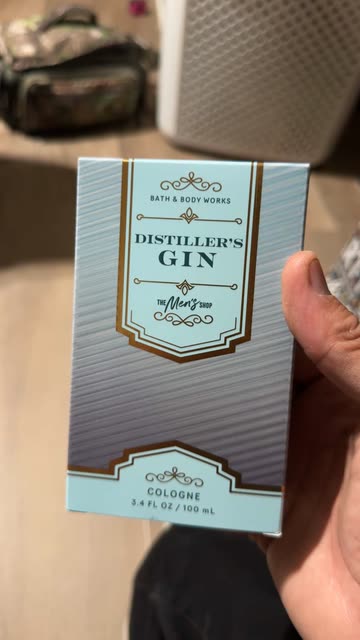 BATH & BODY WORKS
DISTILLER'S
GIN
THE Men's SHOP
COLOGNE
3.4 FL OZ / 100 mL